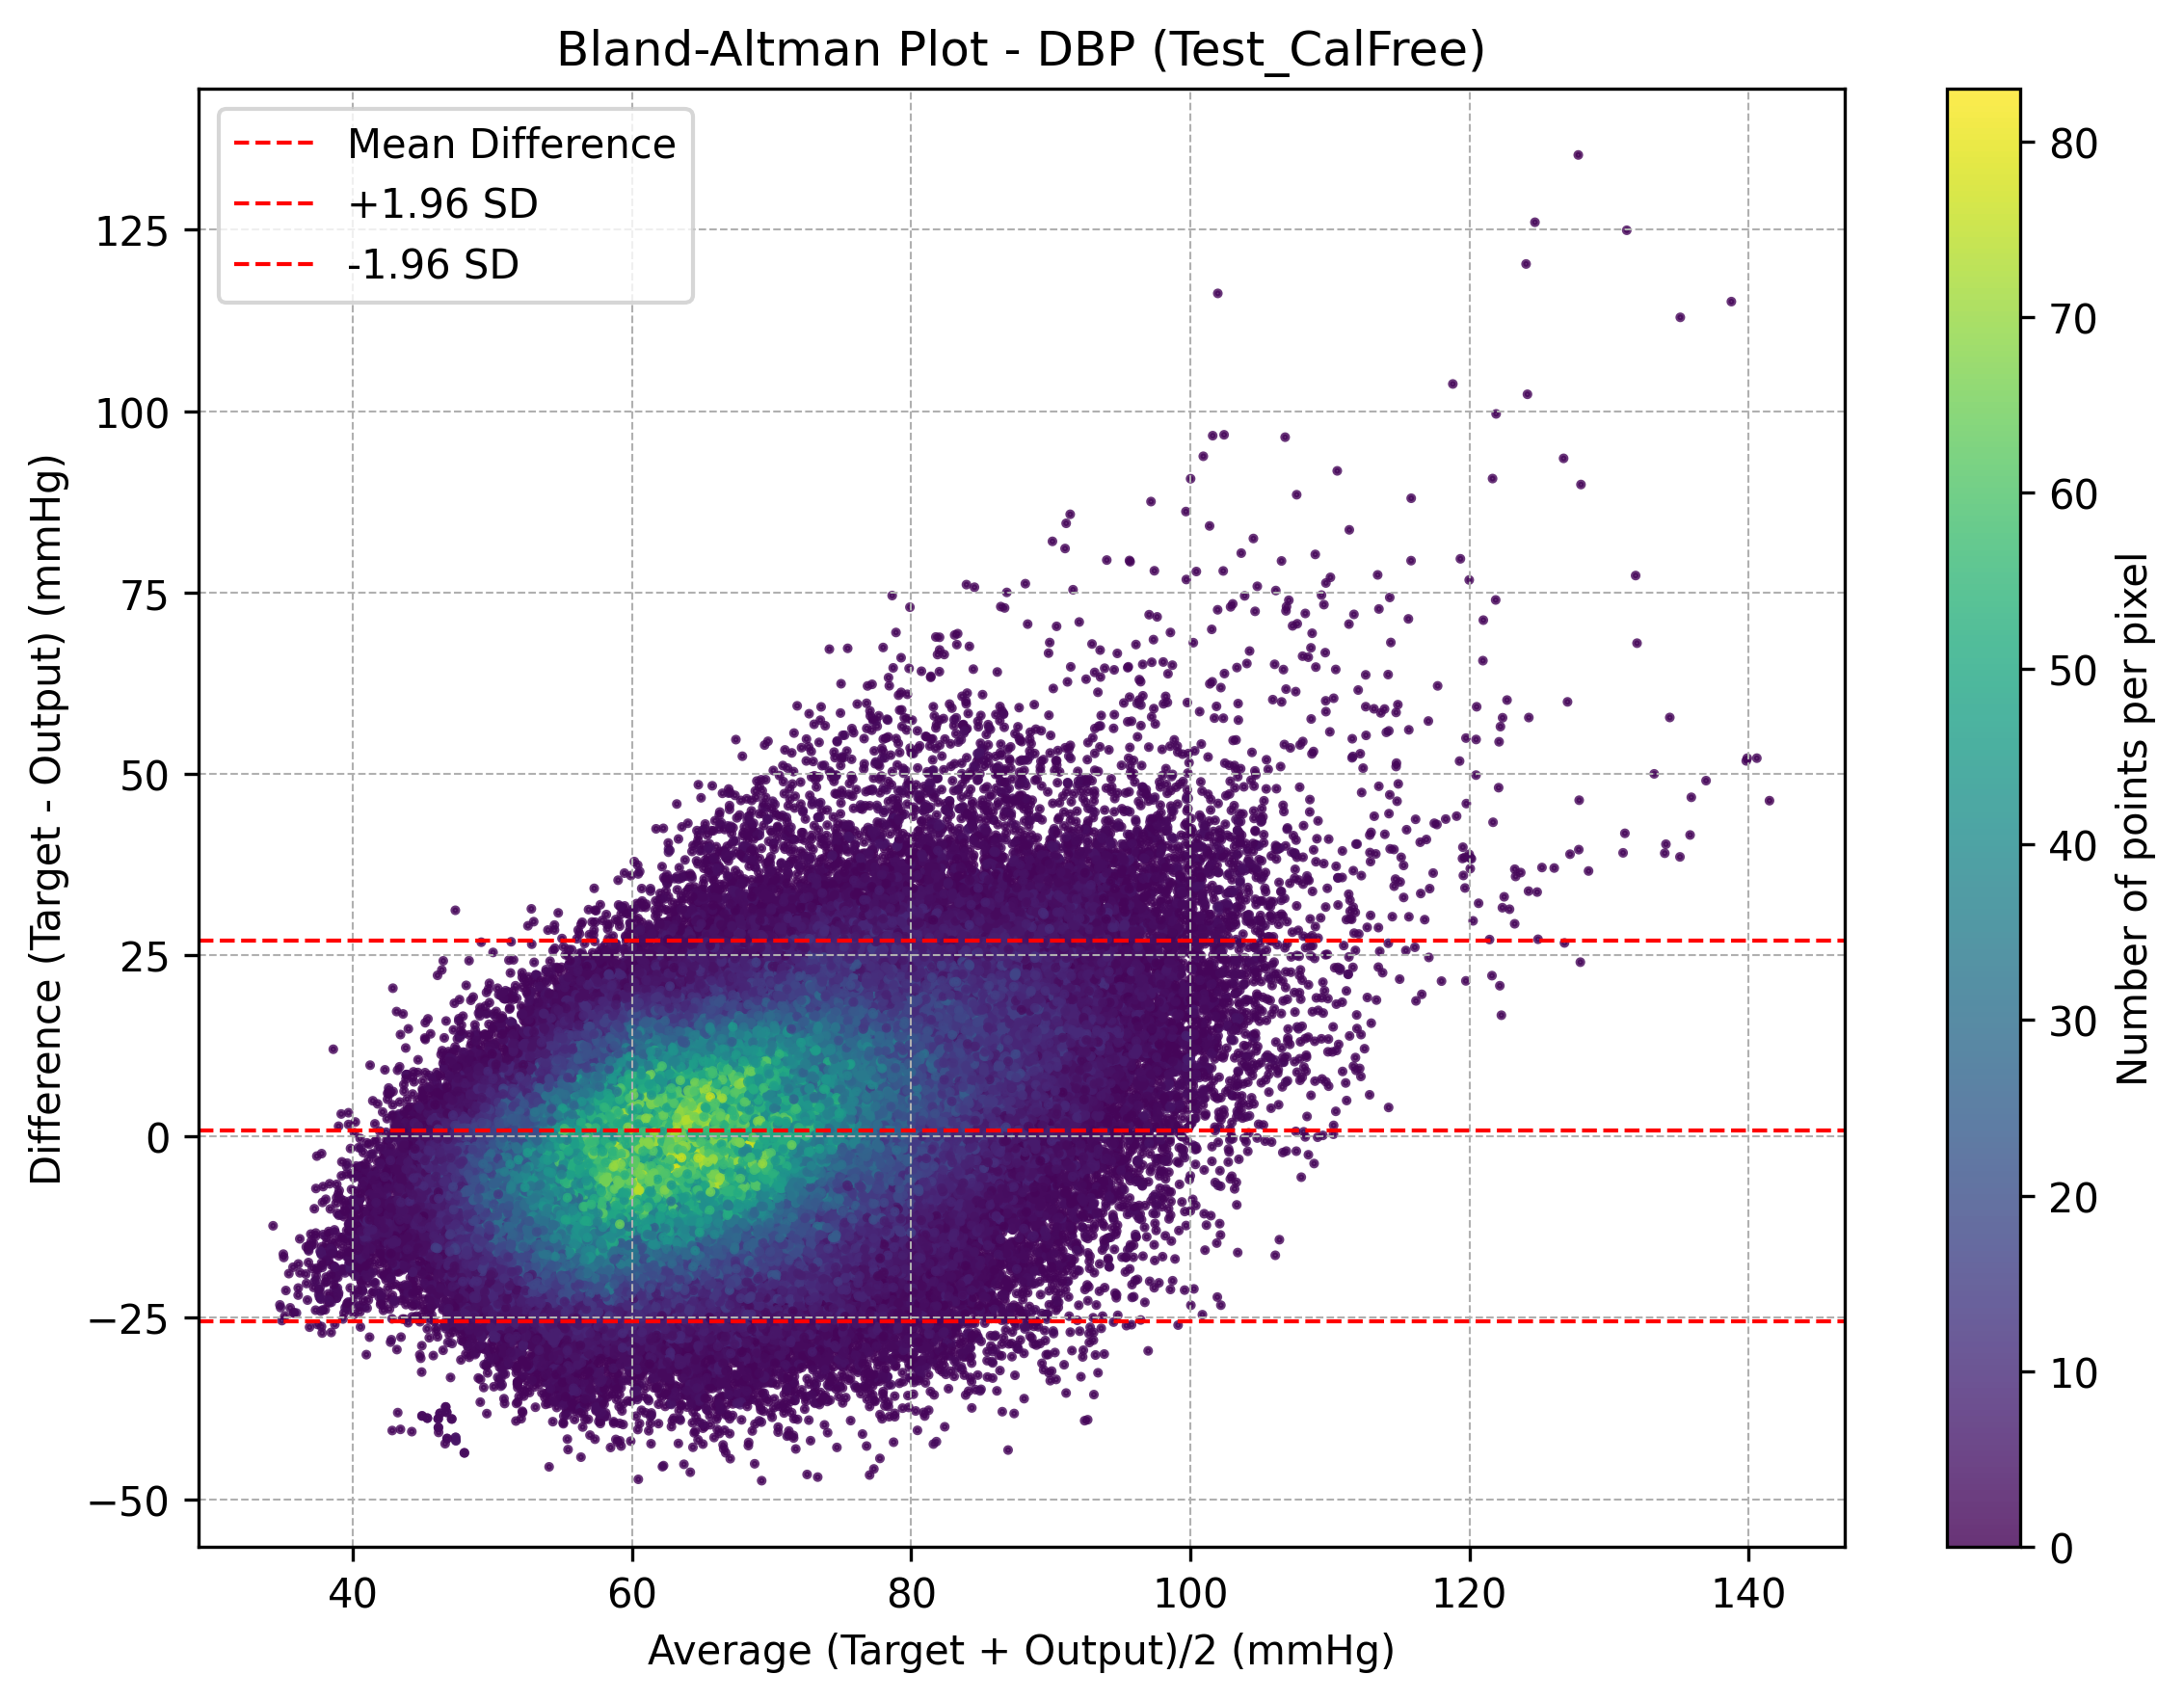 Bland-Altman Plot - DBP (Test_CalFree)
Mean Difference
+1.96 SD
-1.96 SD
Difference (Target - Output) (mmHg)
125
100
75
50
25
0
−25
−50
40 60 80 100 120 140
Average (Target + Output)/2 (mmHg)
80
70
60
50
40
30
20
10
0
Number of points per pixel